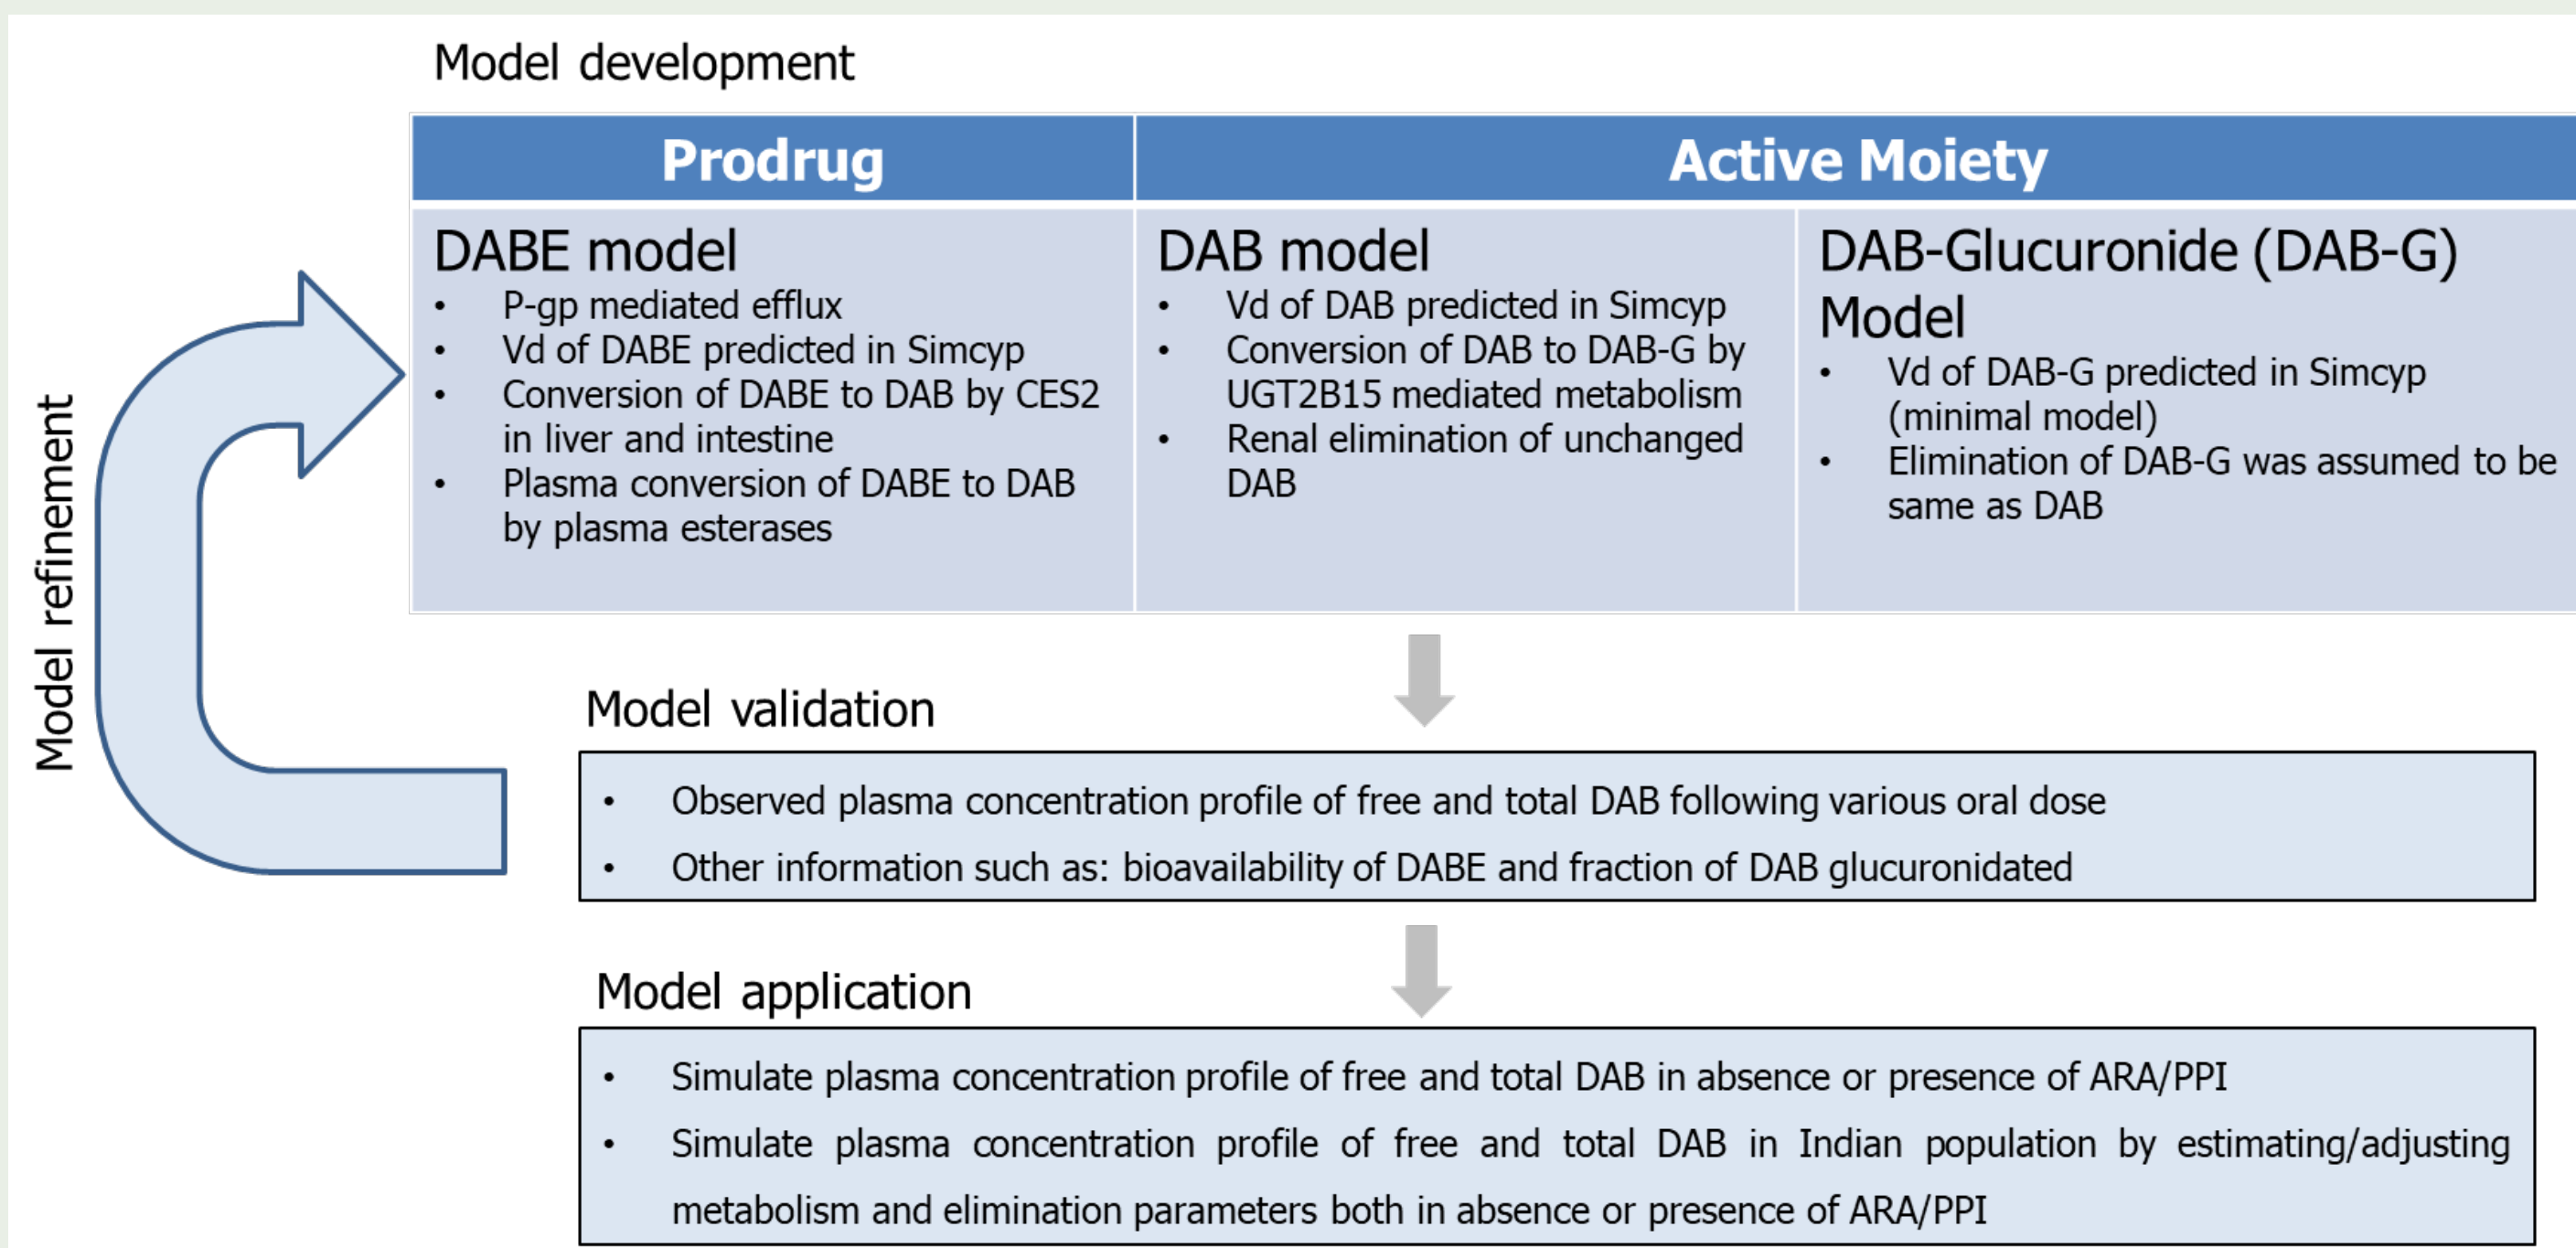 Model development
Prodrug
Active Moiety
DABE model
• P-gp mediated efflux
• Vd of DABE predicted in Simcyp
• Conversion of DABE to DAB by CES2
in liver and intestine
• Plasma conversion of DABE to DAB
by plasma esterases
DAB model
• Vd of DAB predicted in Simcyp
• Conversion of DAB to DAB-G by
UGT2B15 mediated metabolism
• Renal elimination of unchanged
DAB
DAB-Glucuronide (DAB-G)
Model
• Vd of DAB-G predicted in Simcyp
(minimal model)
• Elimination of DAB-G was assumed to be
same as DAB
Model refinement
Model validation
• Observed plasma concentration profile of free and total DAB following various oral dose
• Other information such as: bioavailability of DABE and fraction of DAB glucuronidated
Model application
• Simulate plasma concentration profile of free and total DAB in absence or presence of ARA/PPI
• Simulate plasma concentration profile of free and total DAB in Indian population by estimating/adjusting
metabolism and elimination parameters both in absence or presence of ARA/PPI